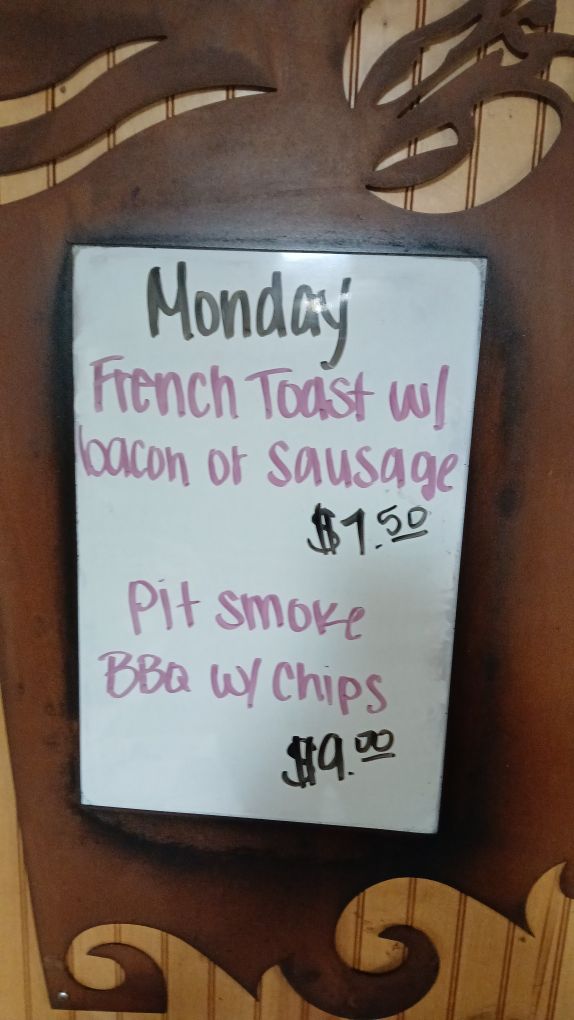 Monday
French Toast w/
bacon or sausage
$7.50
Pit smoke
BBQ w/ Chips
$9.00